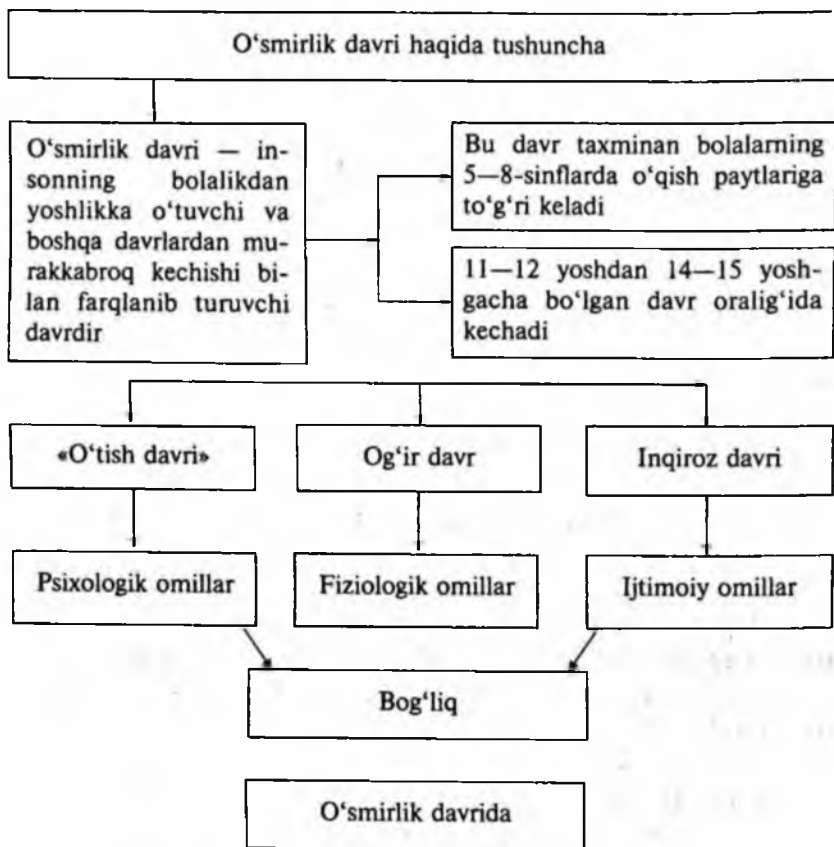 O‘smirlik davri haqida tushuncha
O‘smirlik davri — in-
sonning bolalikdan
yoshlikka o‘tuvchi va
boshqa davrlardan mu-
rakkabroq kechishi bi-
lan farqlanib turuvchi
davrdir
Bu davr taxminan bolalarning
5—8-sinflarda o‘qish paytlariga
to‘g‘ri keladi
11—12 yoshdan 14—15 yosh-
gacha bo‘lgan davr oralig‘ida
kechadi
«O‘tish davri»
Og‘ir davr
Inqiroz davri
Psixologik omillar
Fiziologik omillar
Ijtimoiy omillar
Bog‘liq
O‘smirlik davrida